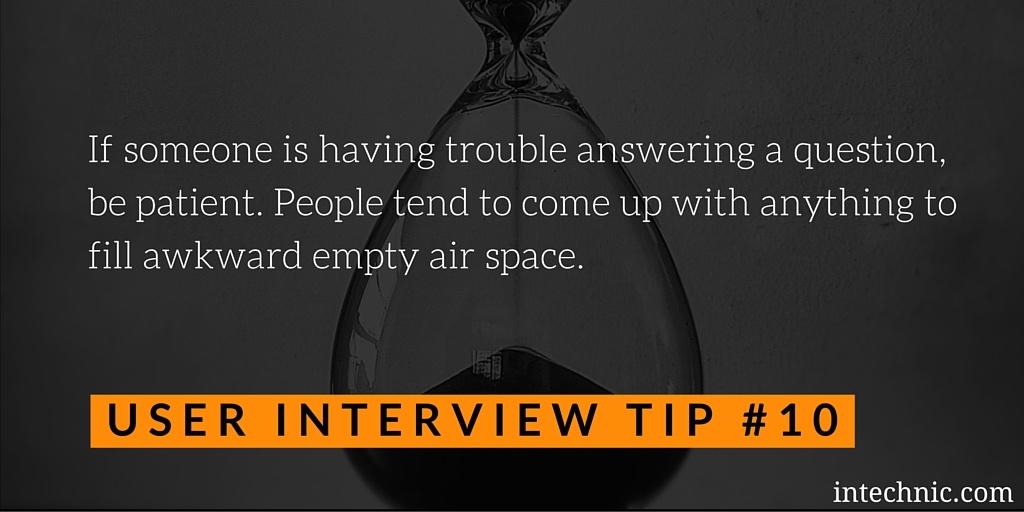 If someone is having trouble answering a question,
be patient. People tend to come up with anything to
fill awkward empty air space.
USER INTERVIEW TIP #10
intechnic.com